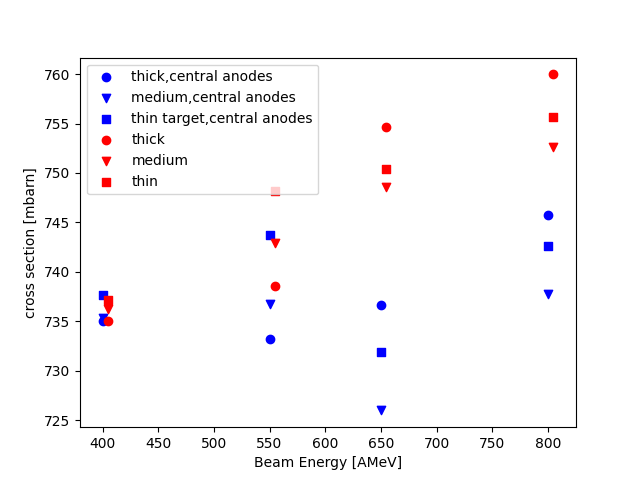 thick,central anodes
medium,central anodes
thin target,central anodes
thick
medium
thin
760
755
750
745
740
735
730
725
cross section [mbarn]
400 450 500 550 600 650 700 750 800
Beam Energy [AMeV]